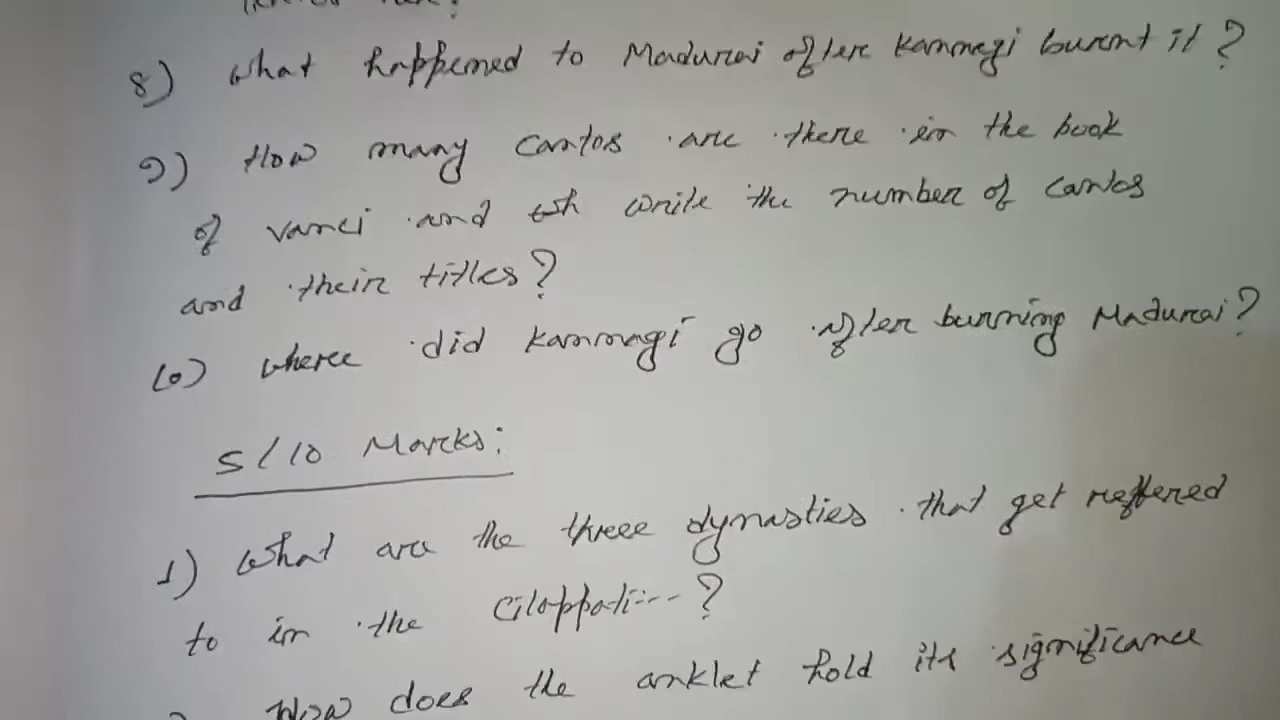 8) What happened to Madurai after Kannagi burnt it?
9) How many cantos are there in the book
of vanci and write the number of cantos
and their titles?
10) where did Kannagi go after burning Madurai?
5/10 Marks:
1) What are the three dynasties that get reffered
to in the Cilappati---?
How does the anklet hold its significance